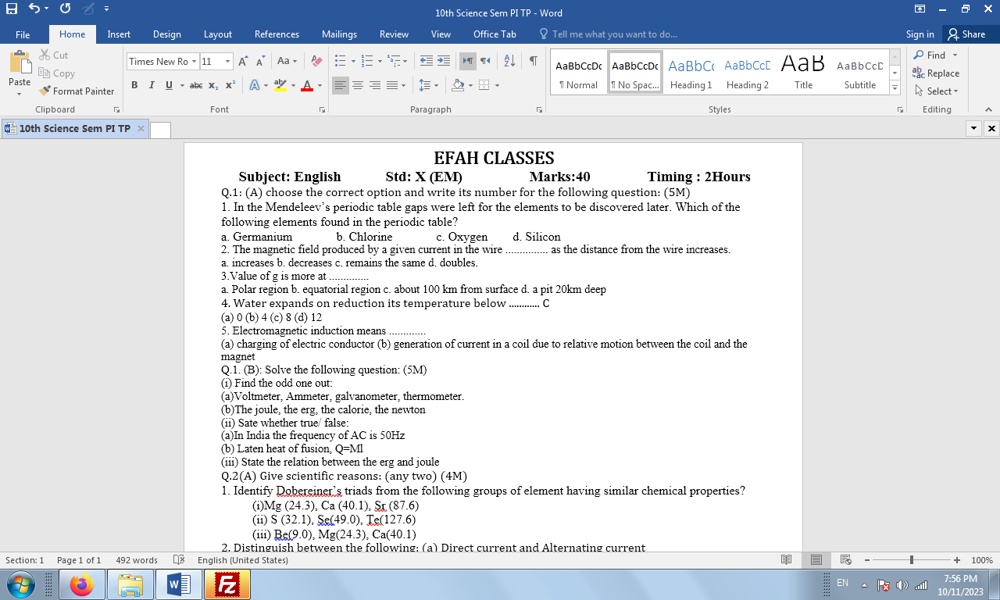 10th Science Sem PI TP - Word
Sign in
Share
File Home Insert Design Layout References Mailings Review View Office Tab Tell me what you want to do...
Paste
Cut
Copy
Format Painter
Clipboard
Times New Ro 11
Font
Paragraph
AaBbCcDc AaBbCcDc AaBbCc AaBbCcE AaB AaBbCcD
¶ Normal ¶ No Spac... Heading 1 Heading 2 Title Subtitle
Styles
Find
Replace
Select
Editing
10th Science Sem PI TP
EFAH CLASSES
Subject: English Std: X (EM) Marks:40 Timing : 2Hours
Q.1: (A) choose the correct option and write its number for the following question: (5M)
1. In the Mendeleev’s periodic table gaps were left for the elements to be discovered later. Which of the
following elements found in the periodic table?
a. Germanium b. Chlorine c. Oxygen d. Silicon
2. The magnetic field produced by a given current in the wire ............... as the distance from the wire increases.
a. increases b. decreases c. remains the same d. doubles.
3.Value of g is more at ..............
a. Polar region b. equatorial region c. about 100 km from surface d. a pit 20km deep
4. Water expands on reduction its temperature below ............ C
(a) 0 (b) 4 (c) 8 (d) 12
5. Electromagnetic induction means .............
(a) charging of electric conductor (b) generation of current in a coil due to relative motion between the coil and the
magnet
Q.1. (B): Solve the following question: (5M)
(i) Find the odd one out:
(a)Voltmeter, Ammeter, galvanometer, thermometer.
(b)The joule, the erg, the calorie, the newton
(ii) Sate whether true/ false:
(a)In India the frequency of AC is 50Hz
(b) Laten heat of fusion, Q=Ml
(iii) State the relation between the erg and joule
Q.2(A) Give scientific reasons: (any two) (4M)
1. Identify Dobereiner’s triads from the following groups of element having similar chemical properties?
(i)Mg (24.3), Ca (40.1), Sr (87.6)
(ii) S (32.1), Se(49.0), Te(127.6)
(iii) Be(9.0), Mg(24.3), Ca(40.1)
2. Distinguish between the following: (a) Direct current and Alternating current
Section: 1 Page 1 of 1 492 words English (United States) 100%
EN
7:56 PM
10/11/2023